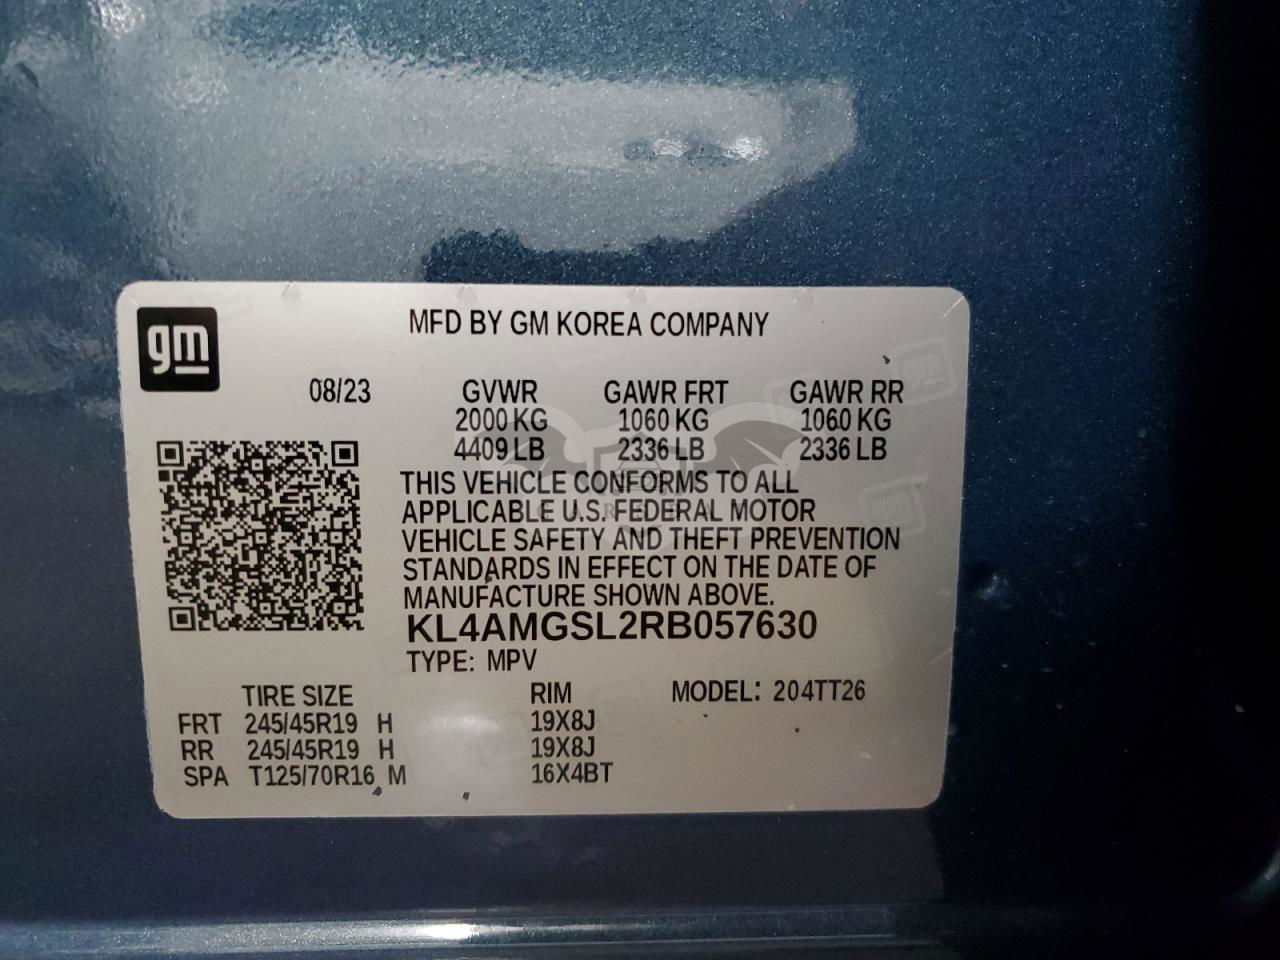 gm
MFD BY GM KOREA COMPANY
08/23 GVWR GAWR FRT GAWR RR
2000 KG 1060 KG 1060 KG
4409 LB 2336 LB 2336 LB
THIS VEHICLE CONFORMS TO ALL
APPLICABLE U.S. FEDERAL MOTOR
VEHICLE SAFETY AND THEFT PREVENTION
STANDARDS IN EFFECT ON THE DATE OF
MANUFACTURE SHOWN ABOVE.
KL4AMGSL2RB057630
TYPE: MPV
TIRE SIZE RIM MODEL: 204TT26
FRT 245/45R19 H 19X8J
RR 245/45R19 H 19X8J
SPA T125/70R16 M 16X4BT